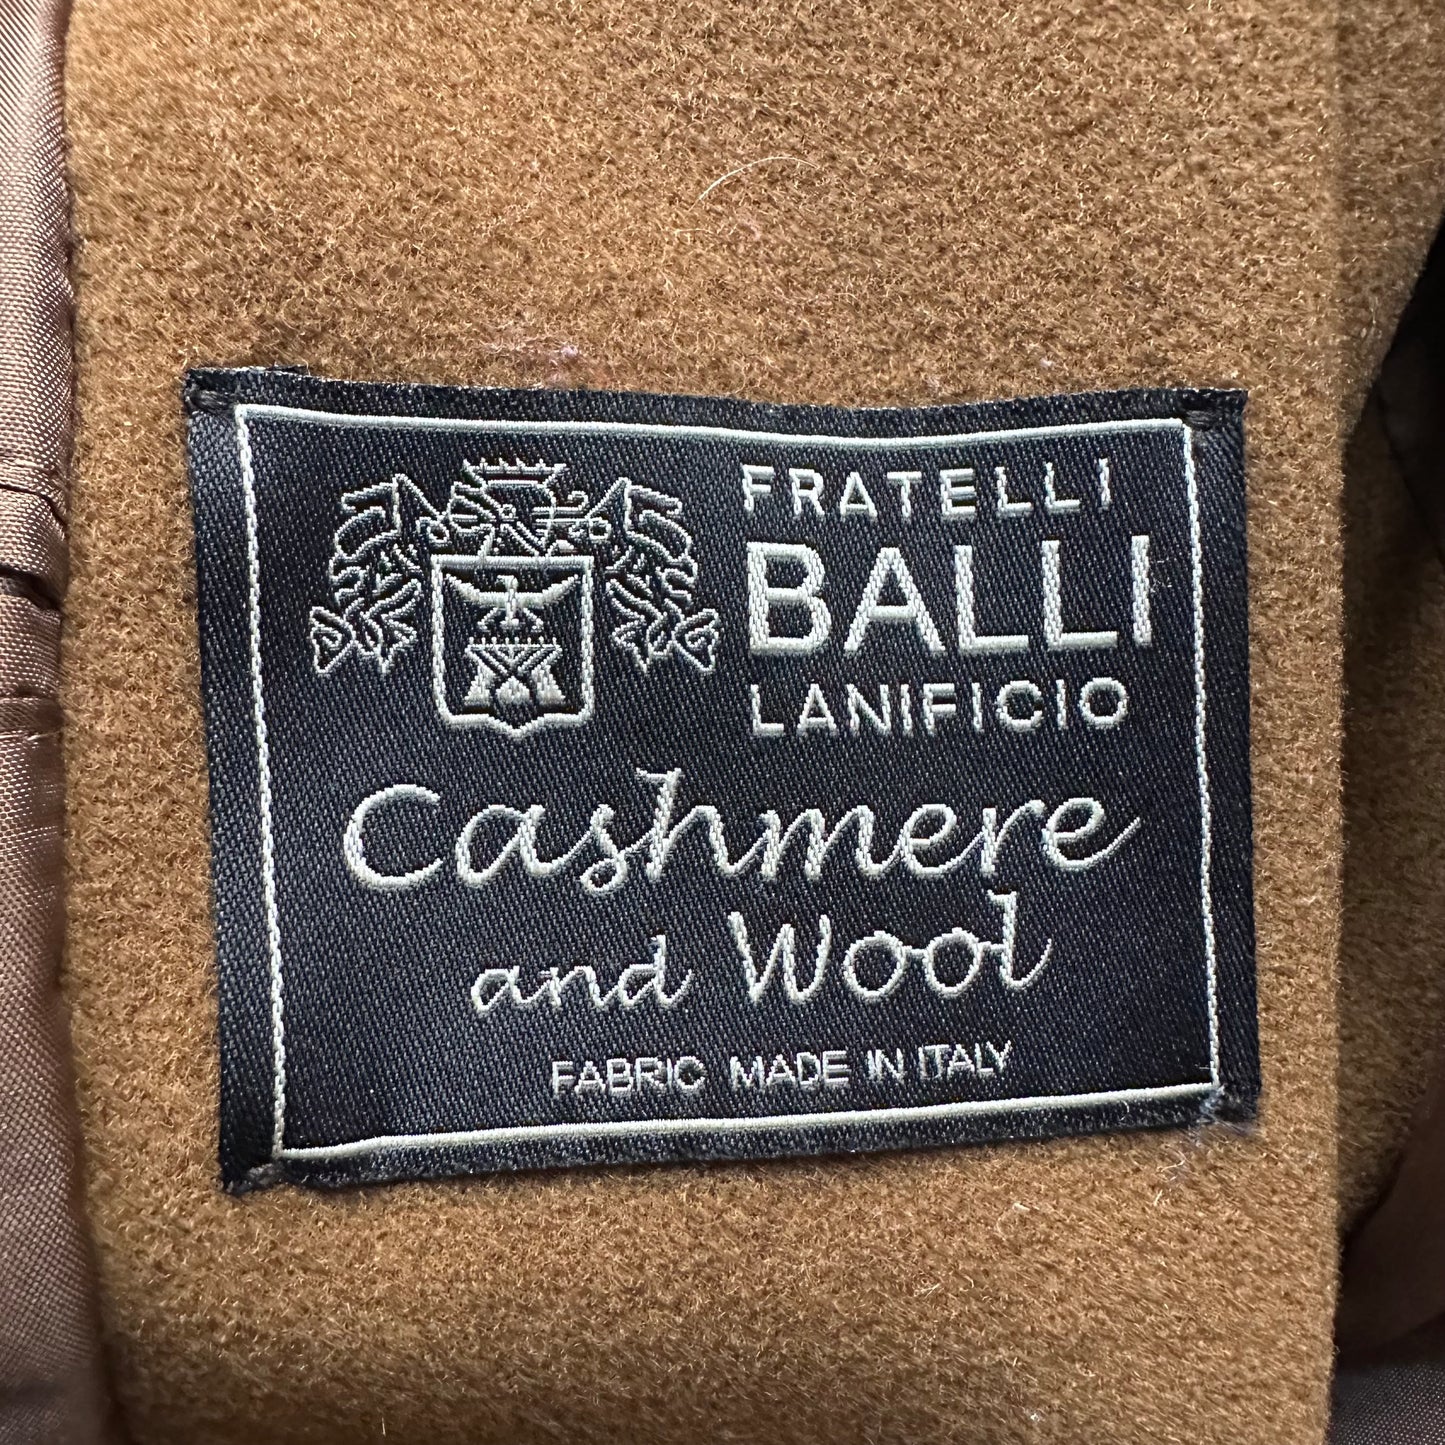 FRATELLI
BALLI
LANIFICIO
Cashmere
and Wool
FABRIC MADE IN ITALY